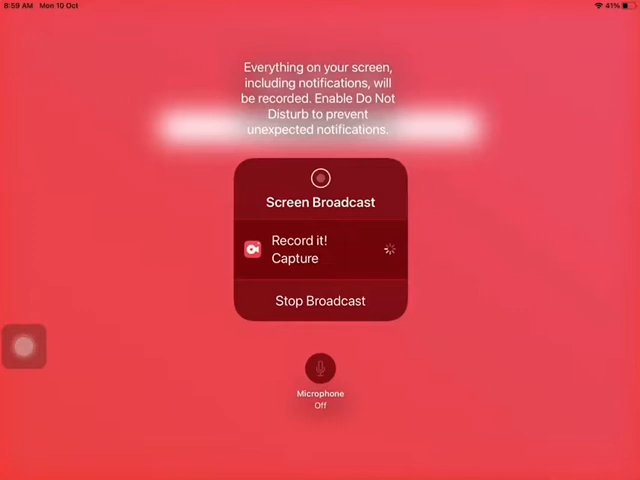 8:59 AM Mon 10 Oct
41%
Everything on your screen,
including notifications, will
be recorded. Enable Do Not
Disturb to prevent
unexpected notifications.
Screen Broadcast
Record it!
Capture
Stop Broadcast
Microphone
Off